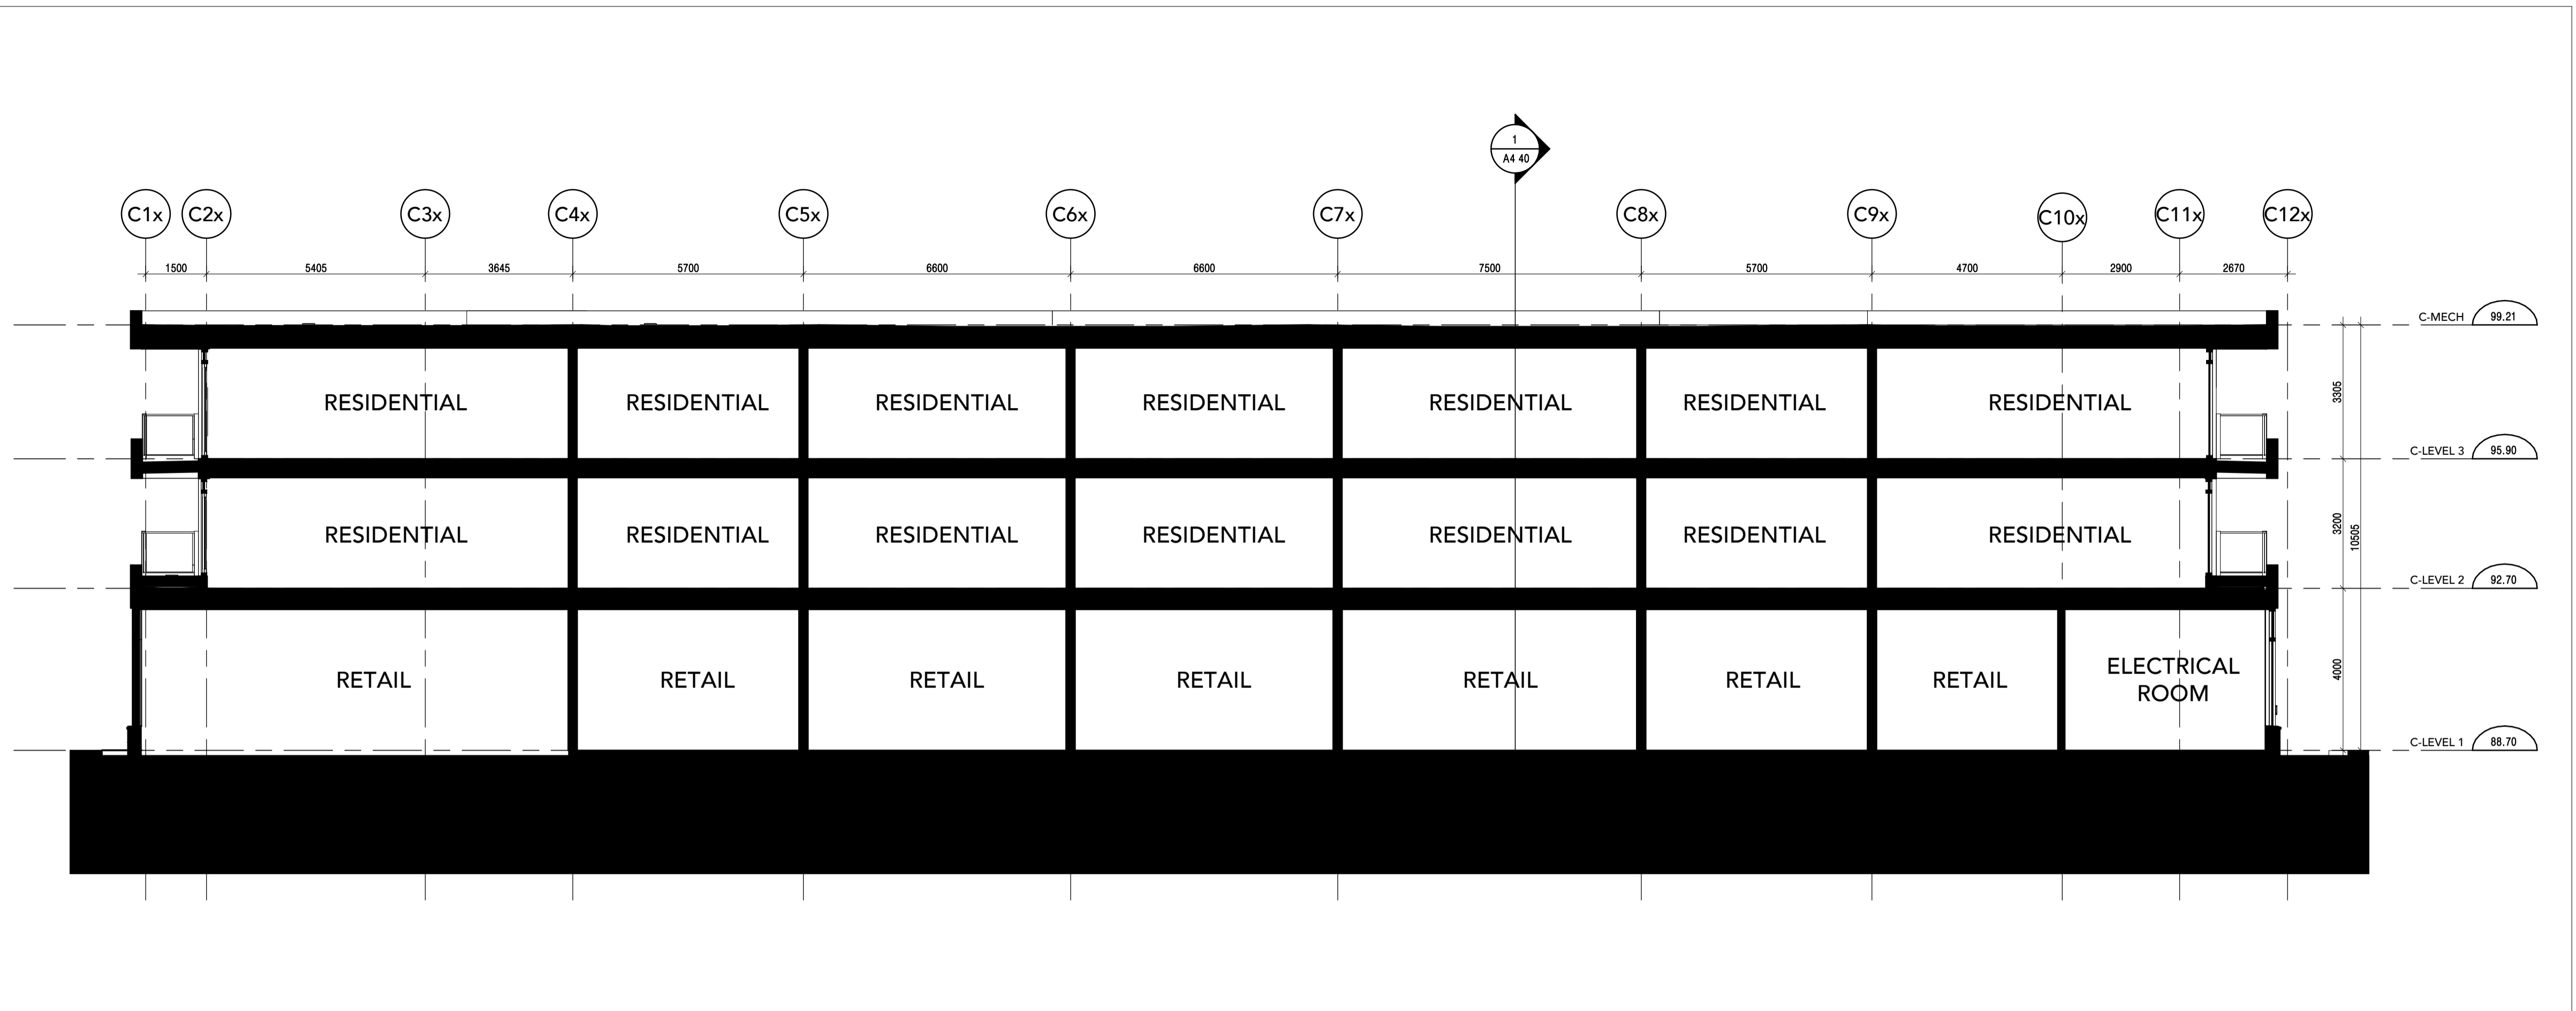 1
A4 40
C1x
C2x
C3x
C4x
C5x
C6x
C7x
C8x
C9x
C10x
C11x
C12x
1500
5405
3645
5700
6600
6600
7500
5700
4700
2900
2670
C-MECH 99.21
RESIDENTIAL
RESIDENTIAL
RESIDENTIAL
RESIDENTIAL
RESIDENTIAL
RESIDENTIAL
RESIDENTIAL
3305
C-LEVEL 3 95.90
RESIDENTIAL
RESIDENTIAL
RESIDENTIAL
RESIDENTIAL
RESIDENTIAL
RESIDENTIAL
RESIDENTIAL
3200
10505
C-LEVEL 2 92.70
RETAIL
RETAIL
RETAIL
RETAIL
RETAIL
RETAIL
RETAIL
ELECTRICAL
ROOM
4000
C-LEVEL 1 88.70